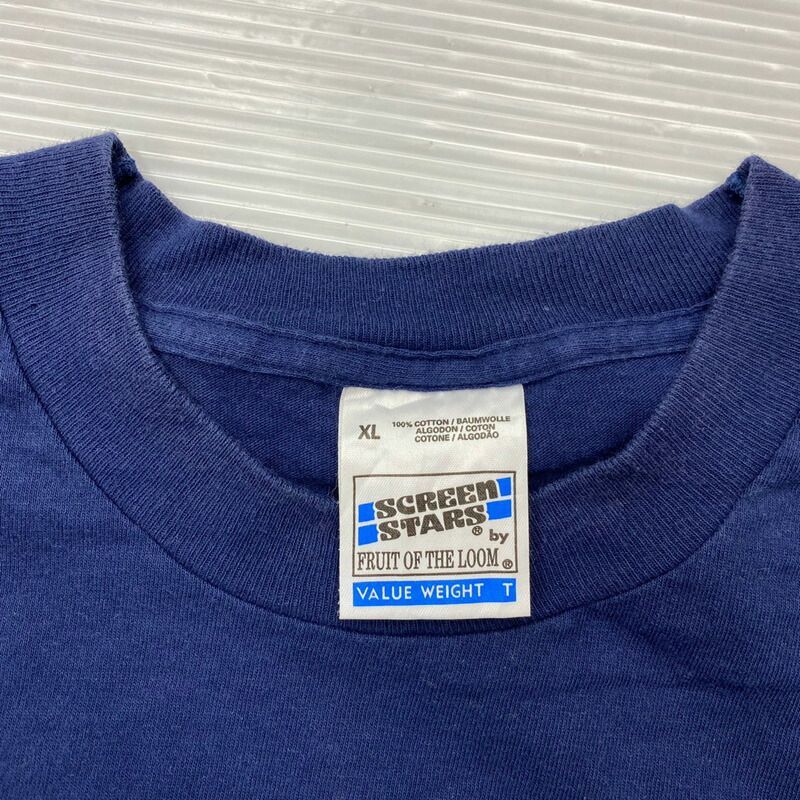 XL
100% COTTON / BAUMWOLLE
ALGODON / COTON
COTONE / ALGODÃO
SCREEN
STARS® by
FRUIT OF THE LOOM®
VALUE WEIGHT T